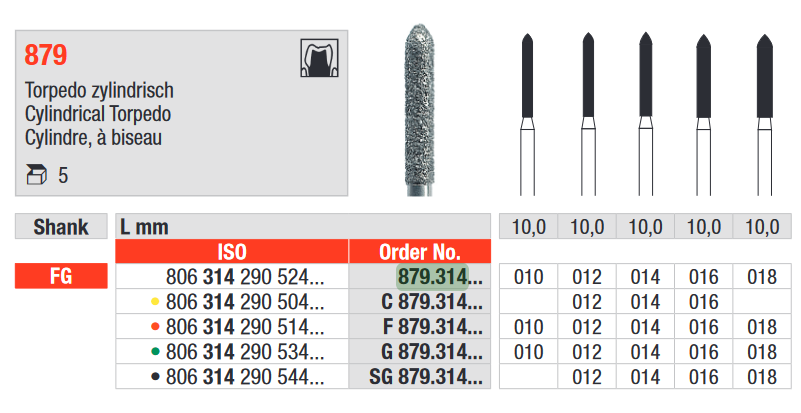 879
Torpedo zylindrisch
Cylindrical Torpedo
Cylindre, à biseau
5
Shank L mm 10,0 10,0 10,0 10,0 10,0
ISO Order No.
FG 806 314 290 524... 879.314... 010 012 014 016 018
806 314 290 504... C 879.314... 012 014 016
806 314 290 514... F 879.314... 010 012 014 016 018
806 314 290 534... G 879.314... 010 012 014 016 018
806 314 290 544... SG 879.314... 012 014 016 018